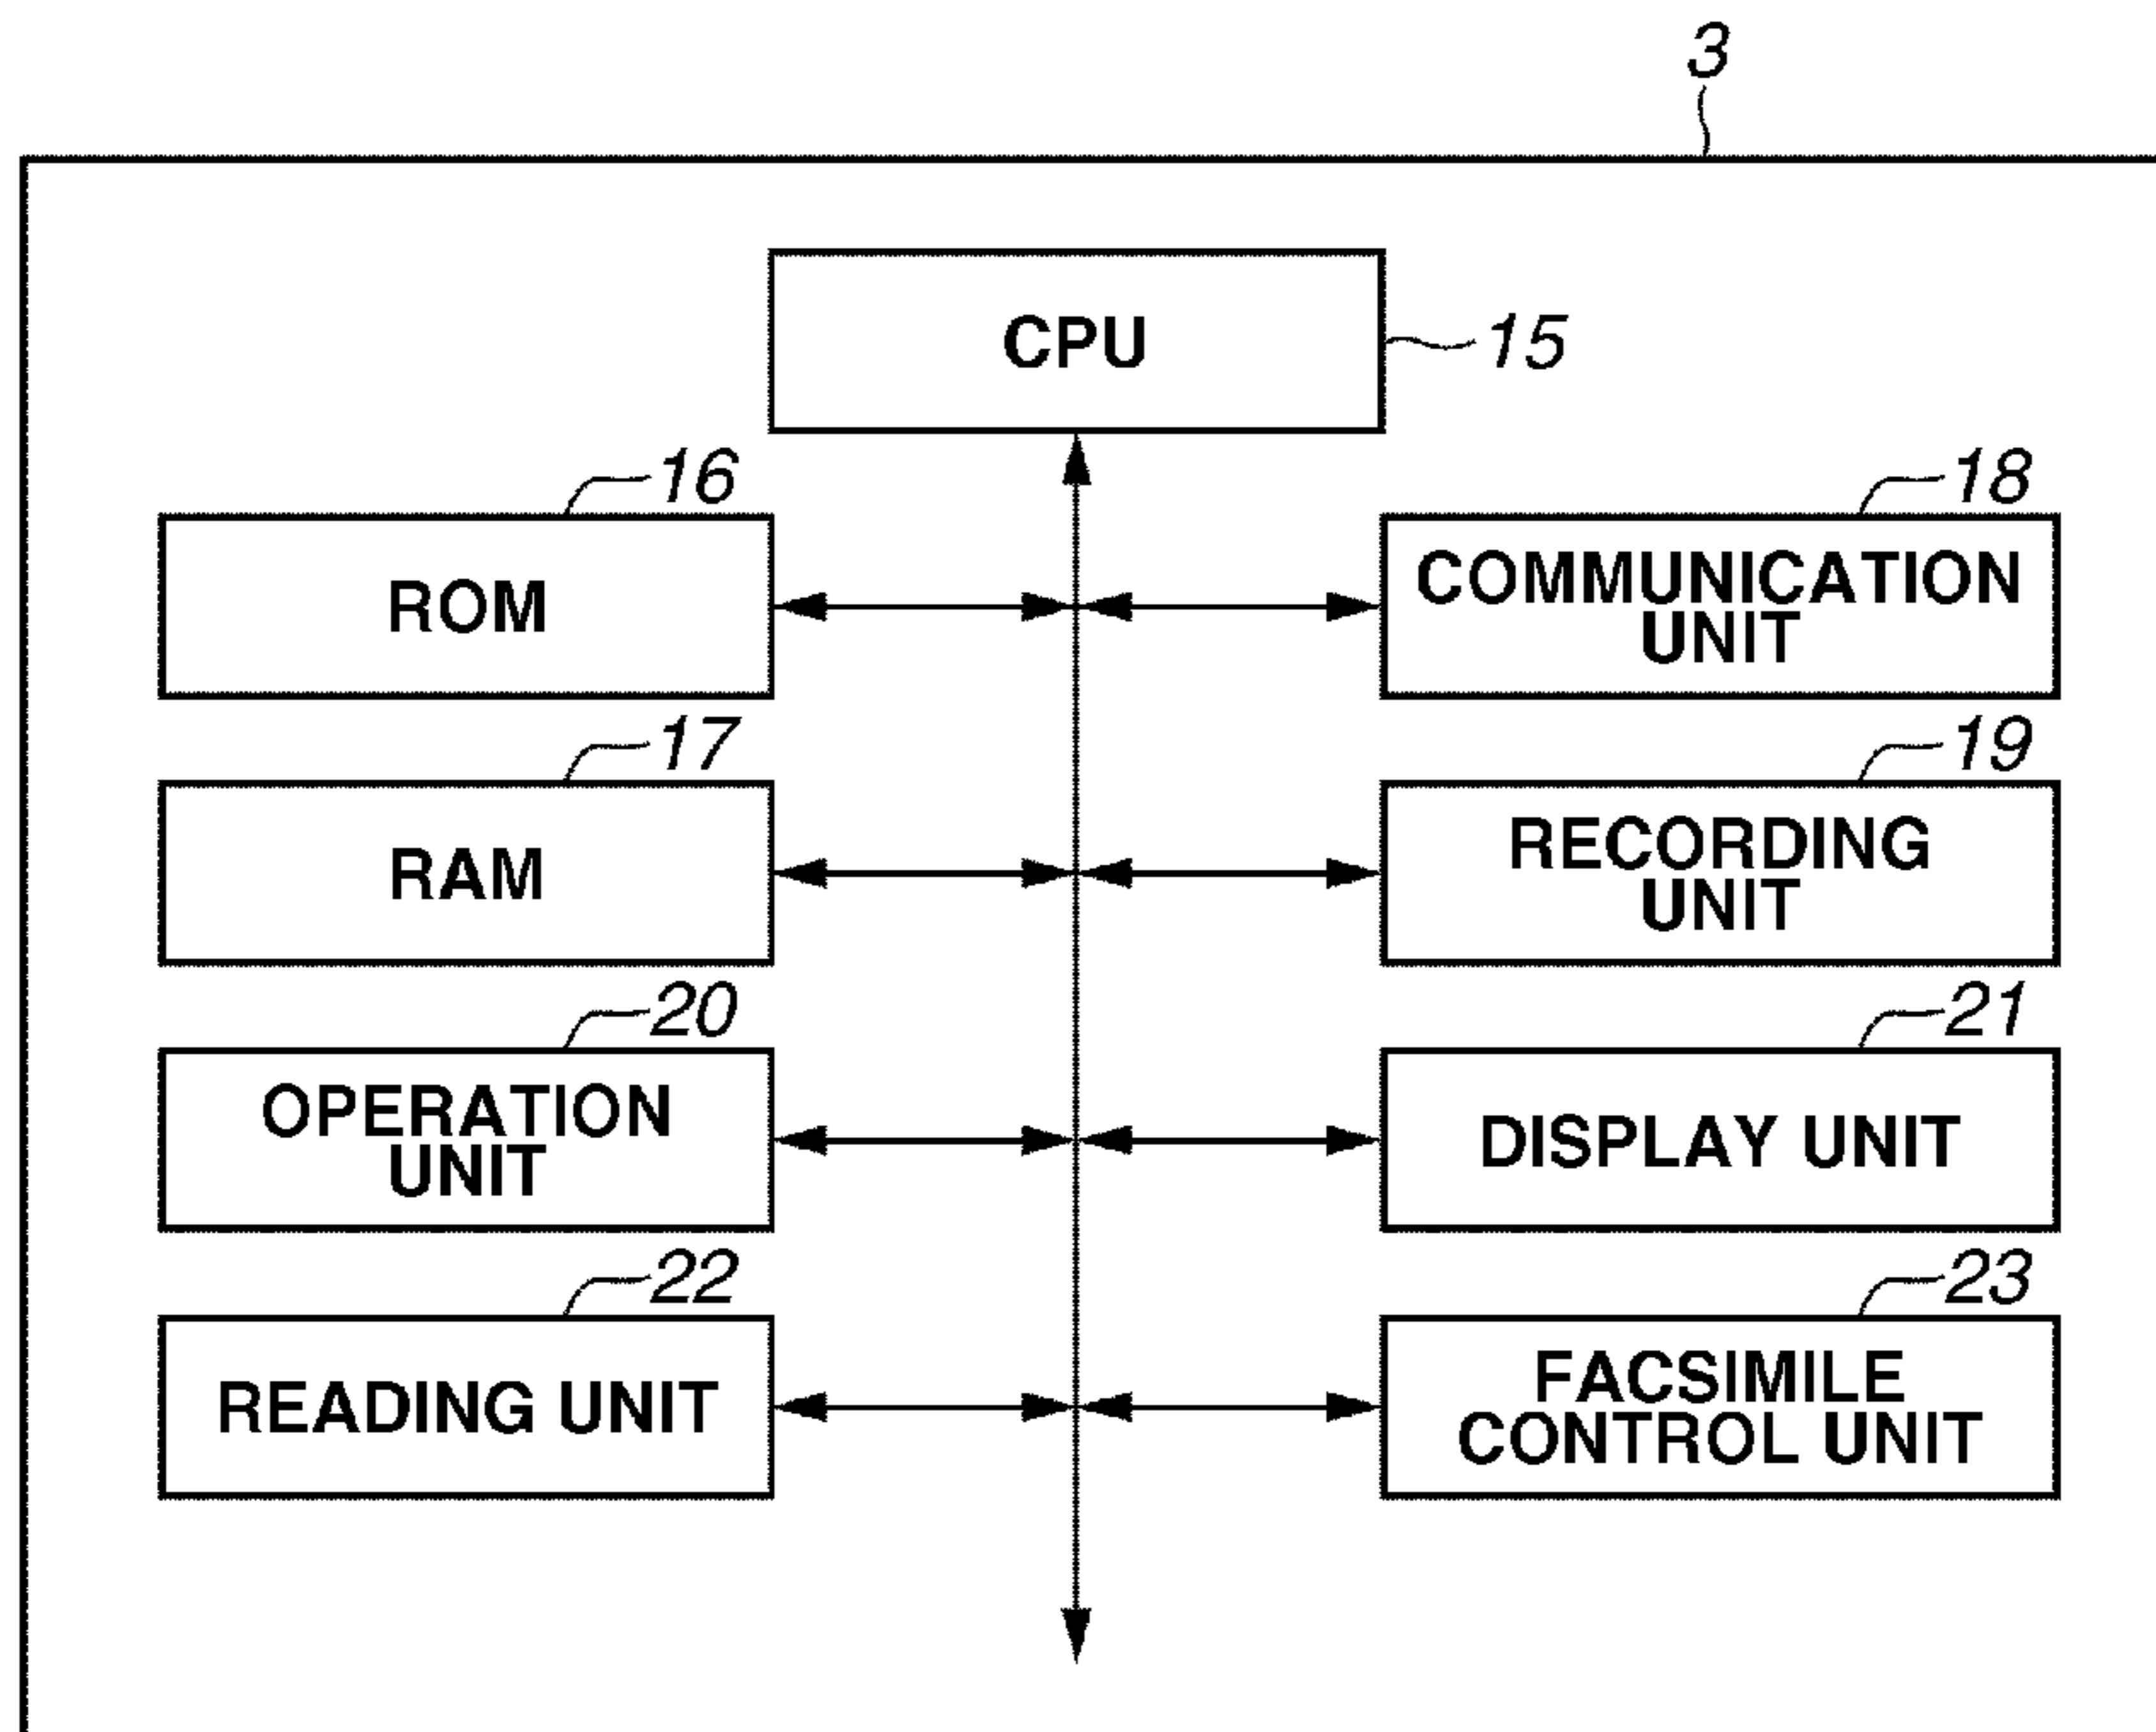 3
CPU
15
16
18
ROM
COMMUNICATION
UNIT
17
19
RAM
RECORDING
UNIT
20
21
OPERATION
UNIT
DISPLAY UNIT
22
23
READING UNIT
FACSIMILE
CONTROL UNIT